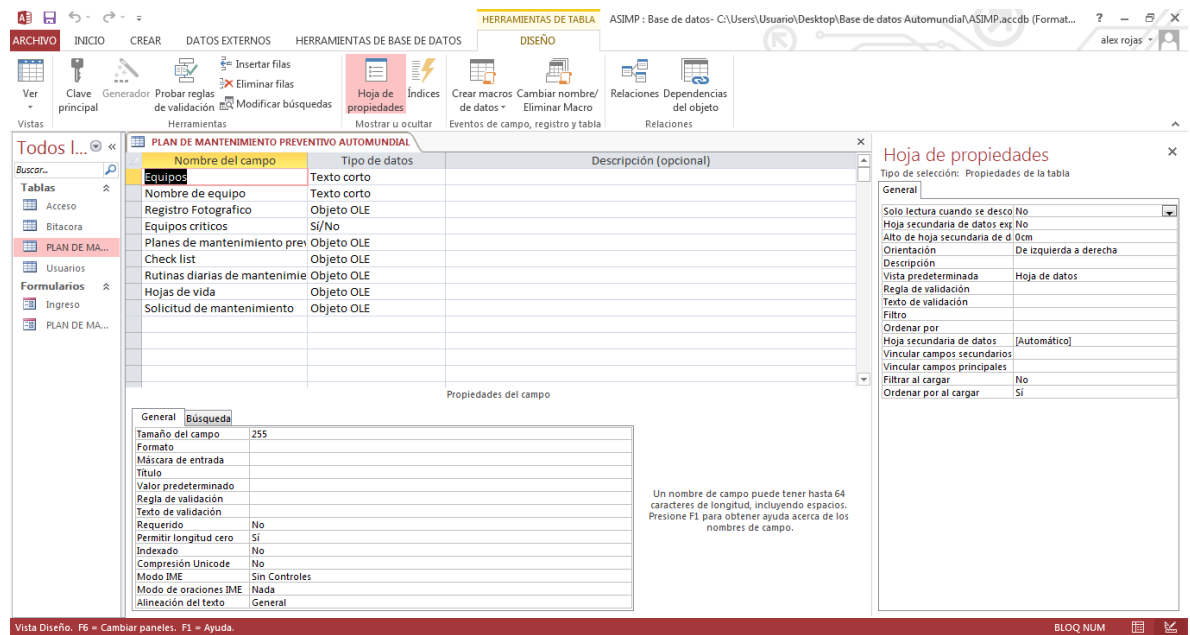 HERRAMIENTAS DE TABLA
ASIMP : Base de datos- C:\Users\Usuario\Desktop\Base de datos Automundial\ASIMP.accdb (Format...
?
ARCHIVO INICIO CREAR DATOS EXTERNOS HERRAMIENTAS DE BASE DE DATOS DISEÑO
alex rojas
Ver
Clave principal
Generador
Probar reglas de validación
Insertar filas
Eliminar filas
Modificar búsquedas
Hoja de propiedades
Índices
Crear macros de datos
Cambiar nombre/ Eliminar Macro
Relaciones
Dependencias del objeto
Vistas Herramientas Mostrar u ocultar Eventos de campo, registro y tabla Relaciones
Todos l...
Buscar...
Tablas
Acceso
Bitacora
PLAN DE MA...
Usuarios
Formularios
Ingreso
PLAN DE MA...
PLAN DE MANTENIMIENTO PREVENTIVO AUTOMUNDIAL
Nombre del campo Tipo de datos Descripción (opcional)
Equipos Texto corto
Nombre de equipo Texto corto
Registro Fotografico Objeto OLE
Equipos criticos Sí/No
Planes de mantenimiento prev Objeto OLE
Check list Objeto OLE
Rutinas diarias de mantenimie Objeto OLE
Hojas de vida Objeto OLE
Solicitud de mantenimiento Objeto OLE
Propiedades del campo
General Búsqueda
Tamaño del campo 255
Formato
Máscara de entrada
Título
Valor predeterminado
Regla de validación
Texto de validación
Requerido No
Permitir longitud cero Sí
Indexado No
Compresión Unicode No
Modo IME Sin Controles
Modo de oraciones IME Nada
Alineación del texto General
Un nombre de campo puede tener hasta 64
caracteres de longitud, incluyendo espacios.
Presione F1 para obtener ayuda acerca de los
nombres de campo.
Hoja de propiedades
Tipo de selección: Propiedades de la tabla
General
Solo lectura cuando se desco No
Hoja secundaria de datos exp No
Alto de hoja secundaria de d 0cm
Orientación De izquierda a derecha
Descripción
Vista predeterminada Hoja de datos
Regla de validación
Texto de validación
Filtro
Ordenar por
Hoja secundaria de datos [Automático]
Vincular campos secundarios
Vincular campos principales
Filtrar al cargar No
Ordenar por al cargar Sí
Vista Diseño. F6 = Cambiar paneles. F1 = Ayuda.
BLOQ NUM